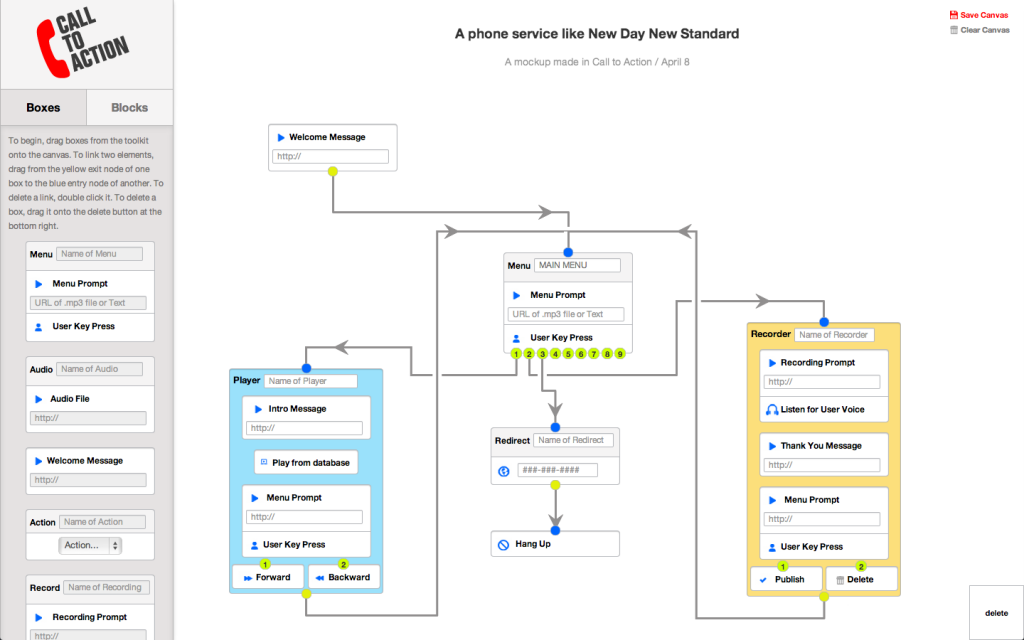 CALL
TO
ACTION
Boxes
Blocks
To begin, drag boxes from the toolkit
onto the canvas. To link two elements,
drag from the yellow exit node of one
box to the blue entry node of another. To
delete a link, double click it. To delete a
box, drag it onto the delete button at the
bottom right.
Menu
Name of Menu
Menu Prompt
URL of .mp3 file or Text
User Key Press
Audio
Name of Audio
Audio File
http://
Welcome Message
http://
Action
Name of Action
Action...
Record
Name of Recording
Recording Prompt
http://
A phone service like New Day New Standard
A mockup made in Call to Action / April 8
Save Canvas
Clear Canvas
Welcome Message
http://
Menu
MAIN MENU
Menu Prompt
URL of .mp3 file or Text
User Key Press
1 2 3 4 5 6 7 8 9
Player
Name of Player
Intro Message
http://
Play from database
Menu Prompt
http://
User Key Press
1 2
Forward
Backward
Redirect
Name of Redirect
###-###-####
Hang Up
Recorder
Name of Recorder
Recording Prompt
http://
Listen for User Voice
Thank You Message
http://
Menu Prompt
http://
User Key Press
1 2
Publish
Delete
delete